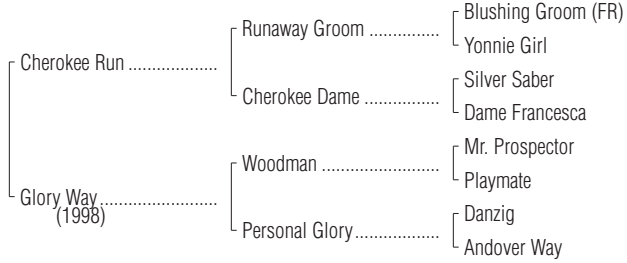 Blushing Groom (FR)
Runaway Groom ................
Yonnie Girl
Cherokee Run ...................
Silver Saber
Cherokee Dame ................
Dame Francesca
Mr. Prospector
Woodman .........................
Playmate
Glory Way.........................
(1998)
Danzig
Personal Glory..................
Andover Way